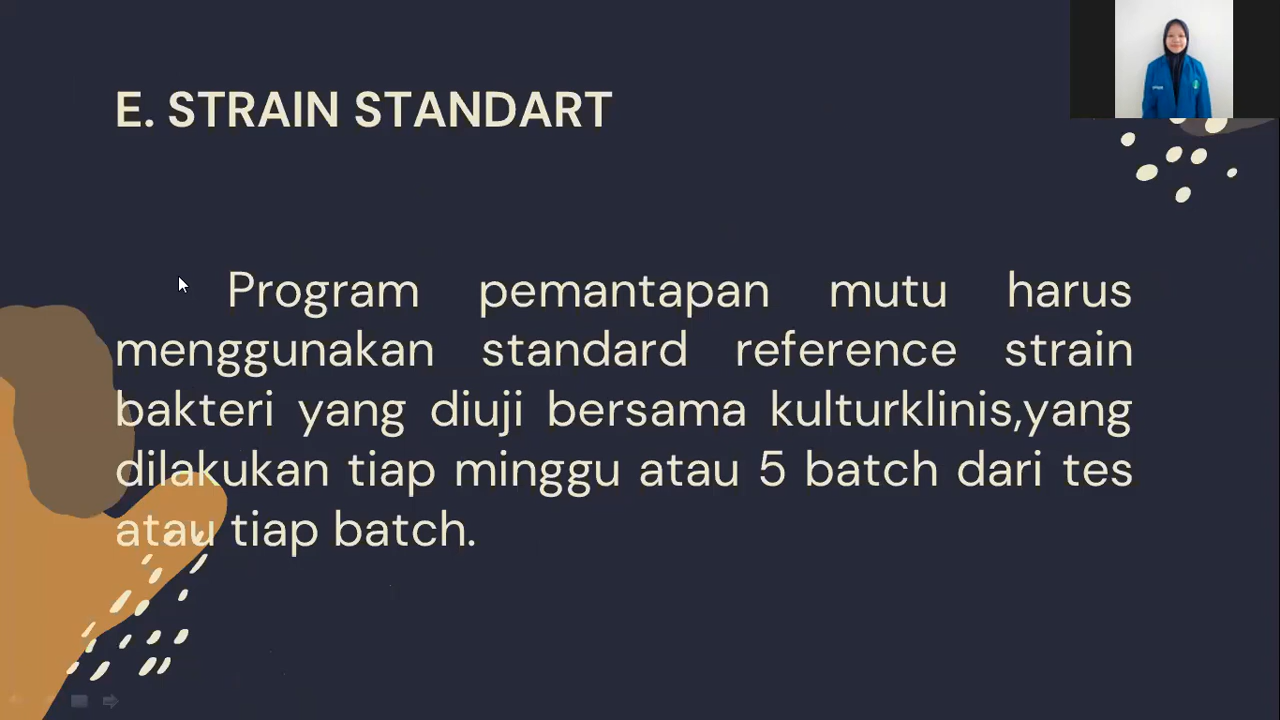 E. STRAIN STANDART
Program pemantapan mutu harus
menggunakan standard reference strain
bakteri yang diuji bersama kulturklinis,yang
dilakukan tiap minggu atau 5 batch dari tes
atau tiap batch.